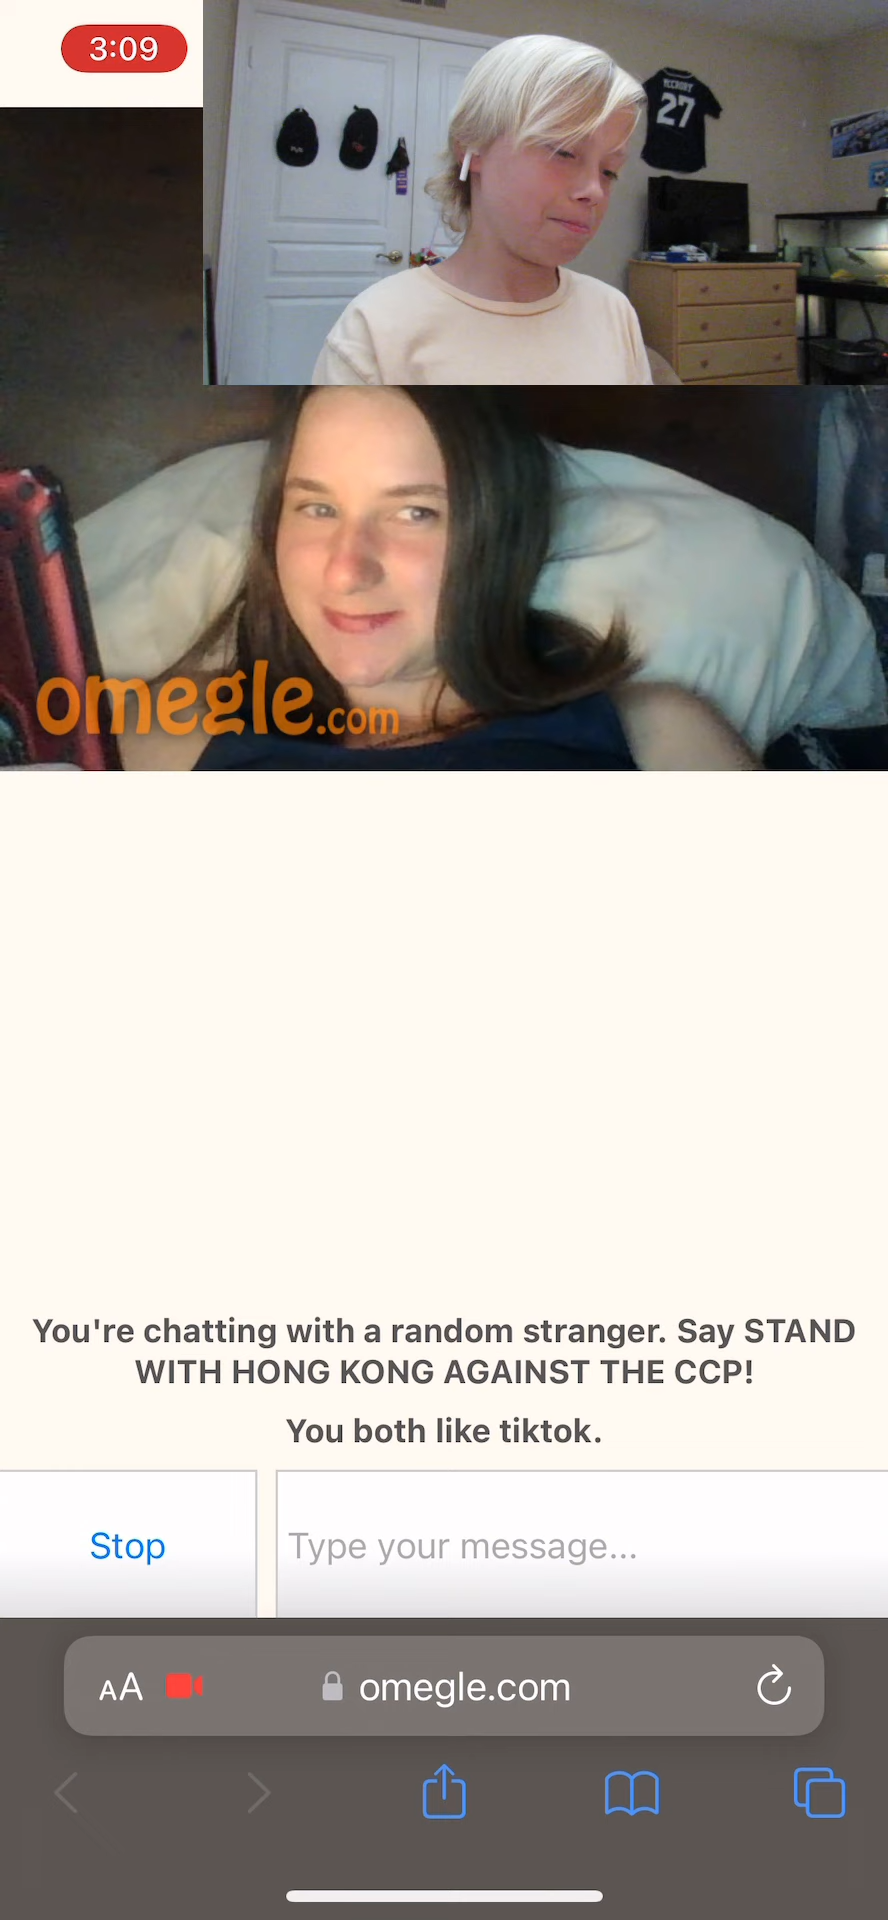 3:09
McCRORY
27
omegle.com
You're chatting with a random stranger. Say STAND
WITH HONG KONG AGAINST THE CCP!
You both like tiktok.
Stop
Type your message...
AA
omegle.com